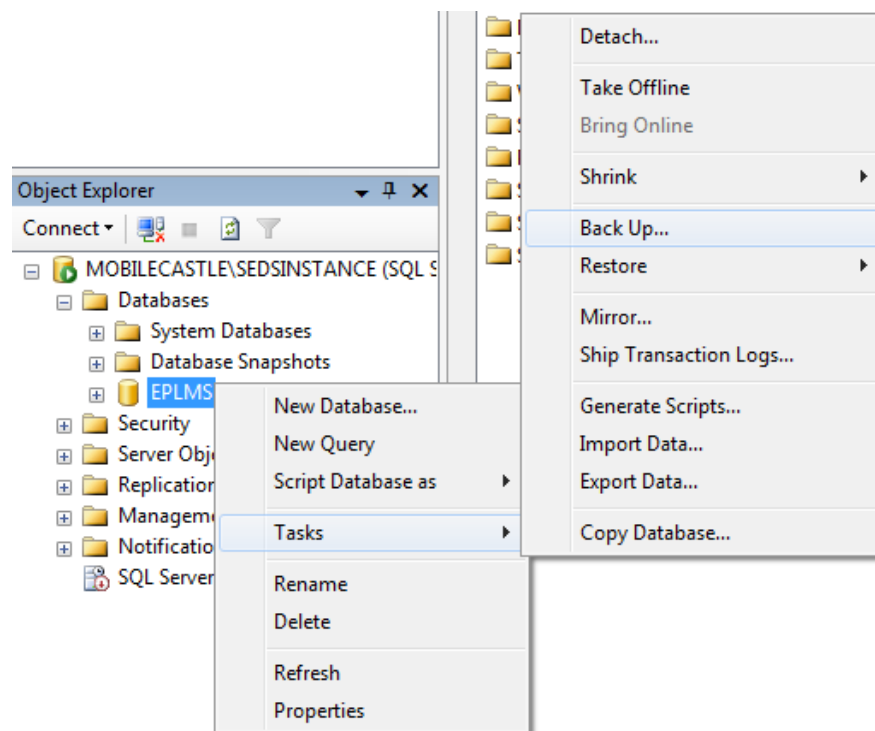 Object Explorer
Connect
MOBILECASTLE\SEDSINSTANCE (SQL S
Databases
System Databases
Database Snapshots
EPLMS
Security
Server Obj
Replication
Managem
Notificatio
SQL Server
New Database...
New Query
Script Database as
Tasks
Rename
Delete
Refresh
Properties
Detach...
Take Offline
Bring Online
Shrink
Back Up...
Restore
Mirror...
Ship Transaction Logs...
Generate Scripts...
Import Data...
Export Data...
Copy Database...